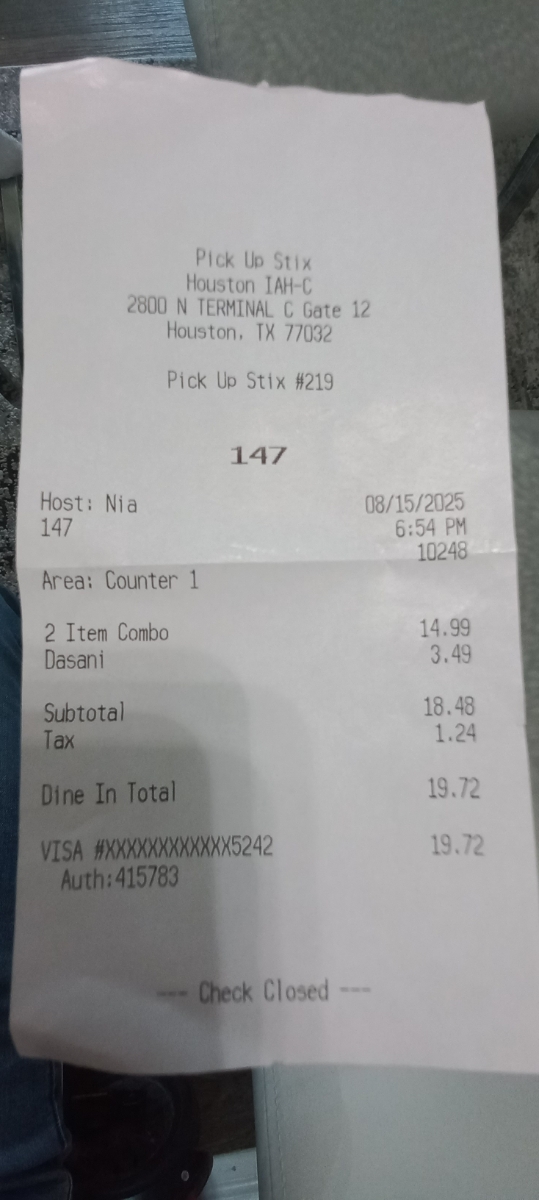 Pick Up Stix
Houston IAH-C
2800 N TERMINAL C Gate 12
Houston, TX 77032
Pick Up Stix #219
147
Host: Nia 08/15/2025
147 6:54 PM
10248
Area: Counter 1
2 Item Combo 14.99
Dasani 3.49
Subtotal 18.48
Tax 1.24
Dine In Total 19.72
VISA #XXXXXXXXXXXX5242 19.72
Auth:415783
--- Check Closed ---